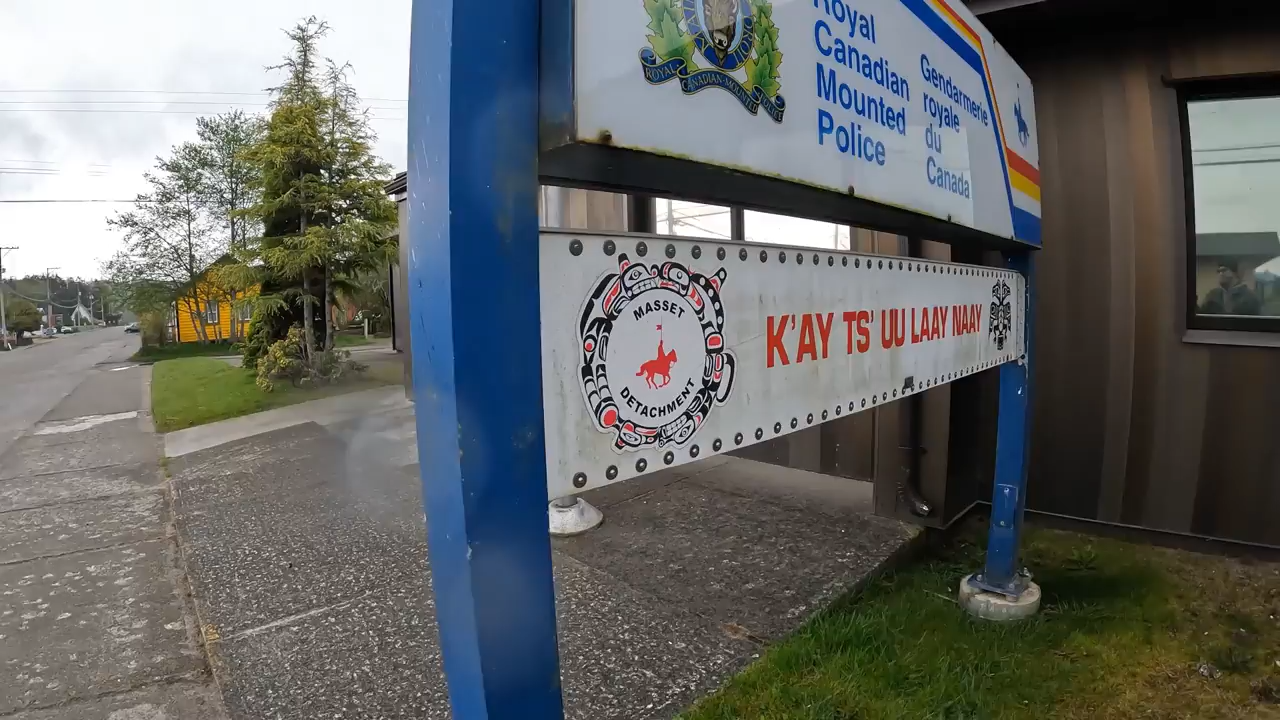 Royal
Canadian
Mounted
Police
Gendarmerie
royale
du
Canada
ROYAL CANADIAN MOUNTED POLICE
MASSET
DETACHMENT
K'AY TS' UU LAAY NAAY